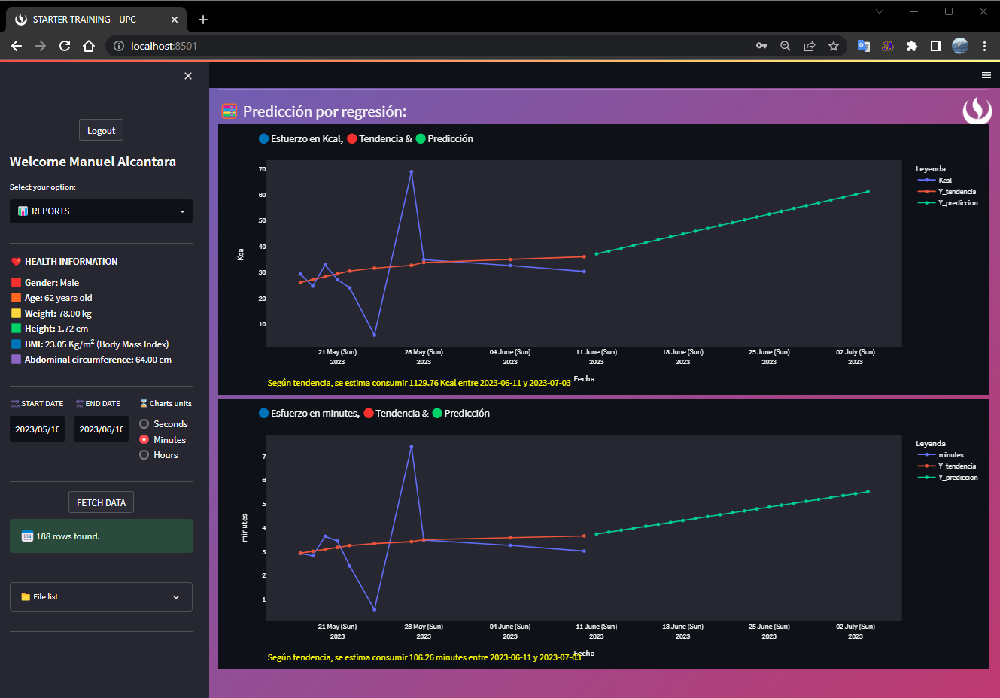 STARTER TRAINING - UPC
localhost:8501
Logout
Welcome Manuel Alcantara
Select your option:
REPORTS
HEALTH INFORMATION
Gender: Male
Age: 62 years old
Weight: 78.00 kg
Height: 1.72 cm
BMI: 23.05 Kg/m² (Body Mass Index)
Abdominal circumference: 64.00 cm
START DATE
END DATE
Charts units
2023/05/10
2023/06/10
Seconds
Minutes
Hours
FETCH DATA
188 rows found.
File list
Predicción por regresión:
Esfuerzo en Kcal, Tendencia & Predicción
Kcal
70
60
50
40
30
20
10
21 May (Sun)
2023
28 May (Sun)
2023
04 June (Sun)
2023
11 June (Sun)
2023
18 June (Sun)
2023
25 June (Sun)
2023
02 July (Sun)
2023
Fecha
Leyenda
Kcal
Y_tendencia
Y_prediccion
Según tendencia, se estima consumir 1129.76 Kcal entre 2023-06-11 y 2023-07-03
Esfuerzo en minutes, Tendencia & Predicción
minutes
7
6
5
4
3
2
1
21 May (Sun)
2023
28 May (Sun)
2023
04 June (Sun)
2023
11 June (Sun)
2023
18 June (Sun)
2023
25 June (Sun)
2023
02 July (Sun)
2023
Fecha
Leyenda
minutes
Y_tendencia
Y_prediccion
Según tendencia, se estima consumir 106.26 minutes entre 2023-06-11 y 2023-07-03